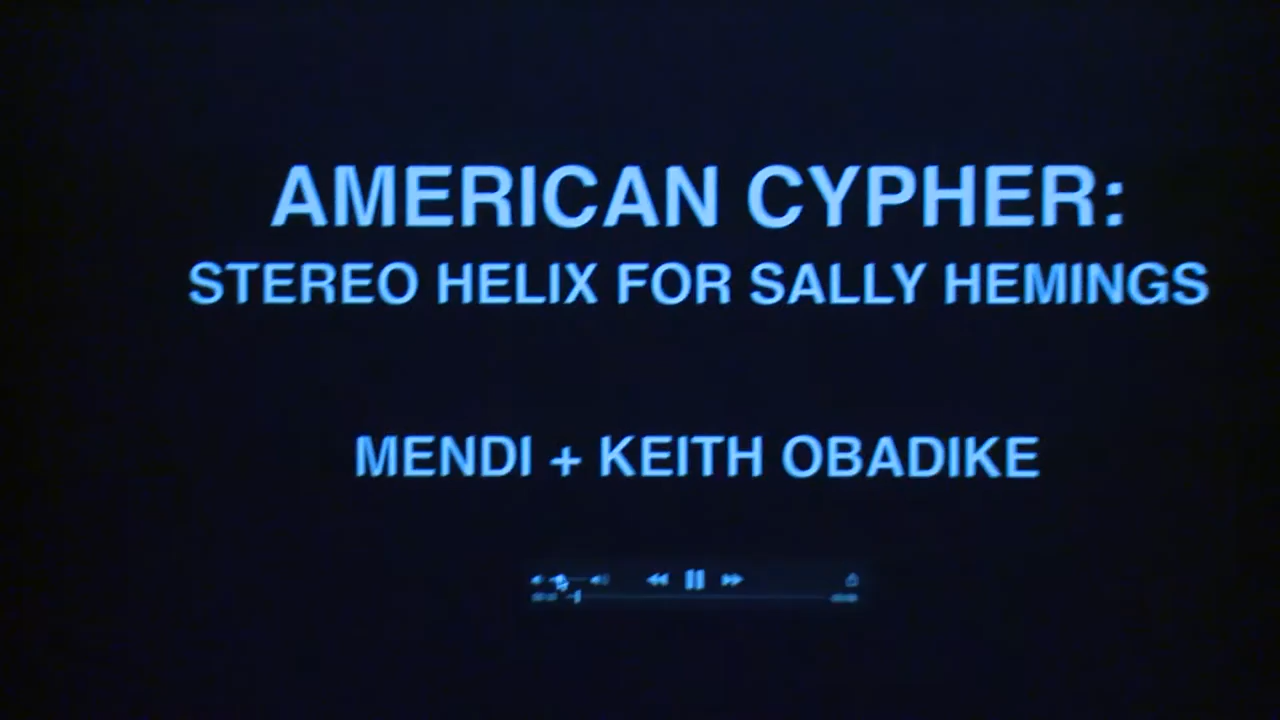 AMERICAN CYPHER:
STEREO HELIX FOR SALLY HEMINGS
MENDI + KEITH OBADIKE